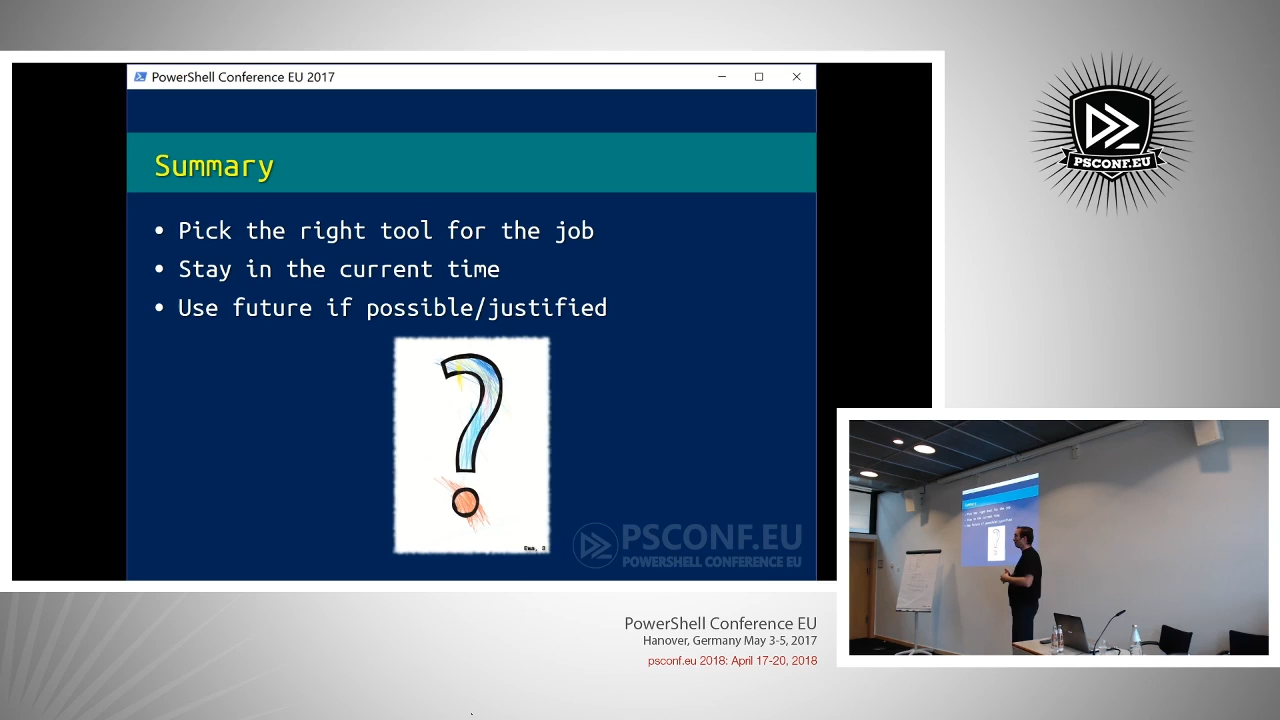 PowerShell Conference EU 2017
Summary
• Pick the right tool for the job
• Stay in the current time
• Use future if possible/justified
PSCONF.EU
POWERSHELL CONFERENCE EU
PSCONF.EU
PowerShell Conference EU
Hanover, Germany May 3-5, 2017
psconf.eu 2018: April 17-20, 2018